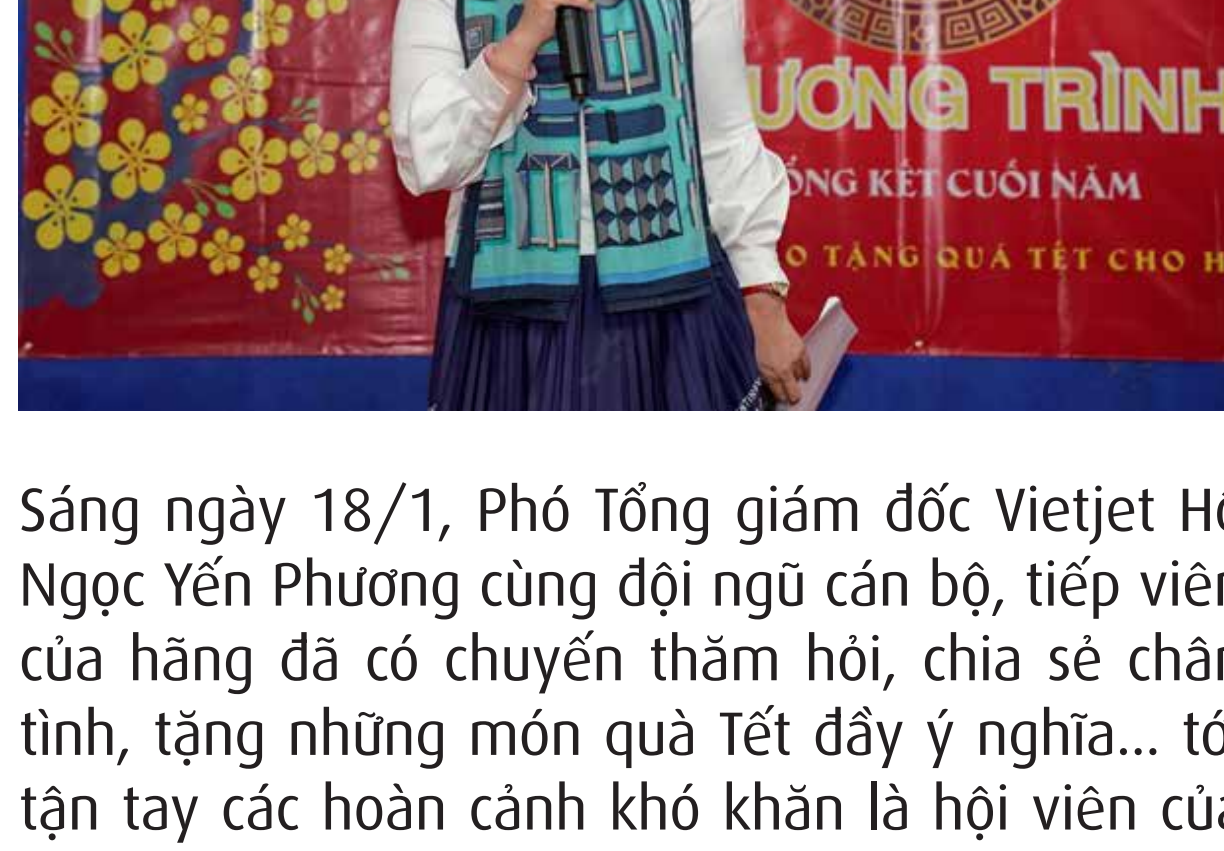 ƯƠNG TRÌNH
ỔNG KẾT CUỐI NĂM
O TẶNG QUÀ TẾT CHO H
Sáng ngày 18/1, Phó Tổng giám đốc Vietjet Hồ
Ngọc Yến Phương cùng đội ngũ cán bộ, tiếp viên
của hãng đã có chuyến thăm hỏi, chia sẻ chân
tình, tặng những món quà Tết đầy ý nghĩa... tới
tận tay các hoàn cảnh khó khăn là hội viên của